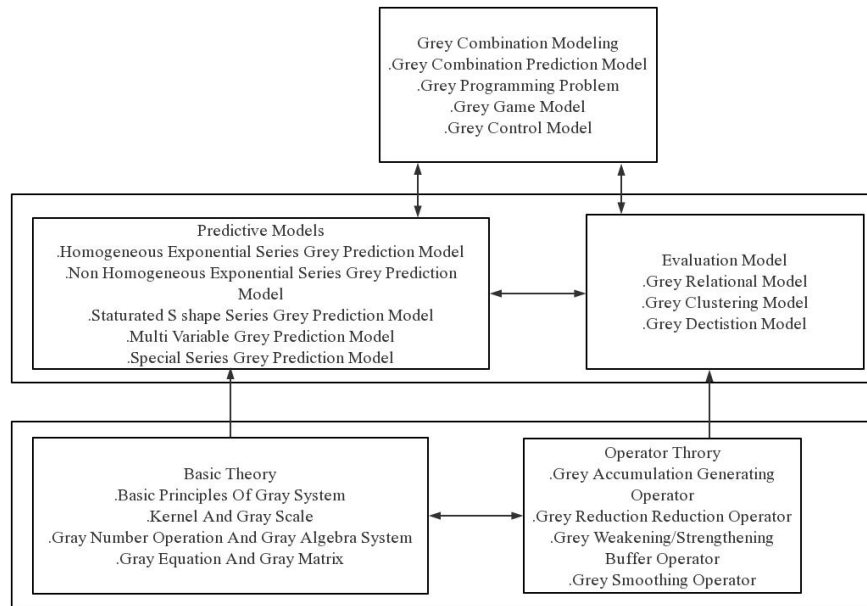 Grey Combination Modeling
.Grey Combination Prediction Model
.Grey Programming Problem
.Grey Game Model
.Grey Control Model
Predictive Models
.Homogeneous Exponential Series Grey Prediction Model
.Non Homogeneous Exponential Series Grey Prediction
Model
.Staturated S shape Series Grey Prediction Model
.Multi Variable Grey Prediction Model
.Special Series Grey Prediction Model
Evaluation Model
.Grey Relational Model
.Grey Clustering Model
.Grey Dectistion Model
Basic Theory
.Basic Principles Of Gray System
.Kernel And Gray Scale
.Gray Number Operation And Gray Algebra System
.Gray Equation And Gray Matrix
Operator Throry
.Grey Accumulation Generating
Operator
.Grey Reduction Reduction Operator
.Grey Weakening/Strengthening
Buffer Operator
.Grey Smoothing Operator